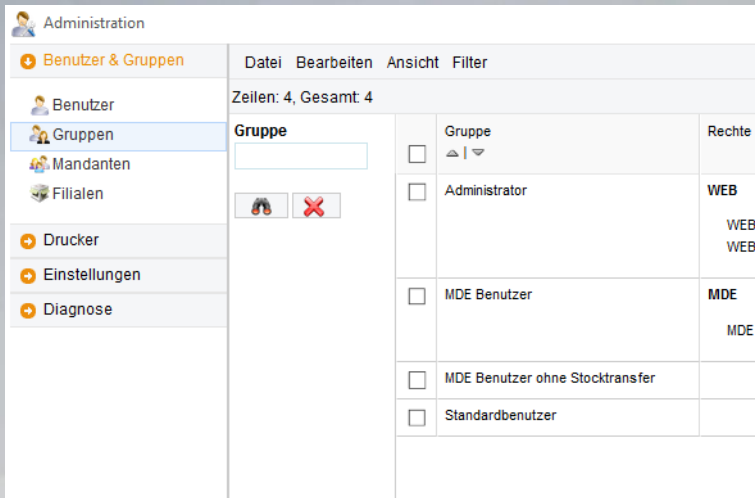 Administration
Benutzer & Gruppen
Benutzer
Gruppen
Mandanten
Filialen
Drucker
Einstellungen
Diagnose
Datei Bearbeiten Ansicht Filter
Zeilen: 4, Gesamt: 4
Gruppe
Gruppe Rechte
Administrator WEB
WEB
WEB
MDE Benutzer MDE
MDE
MDE Benutzer ohne Stocktransfer
Standardbenutzer